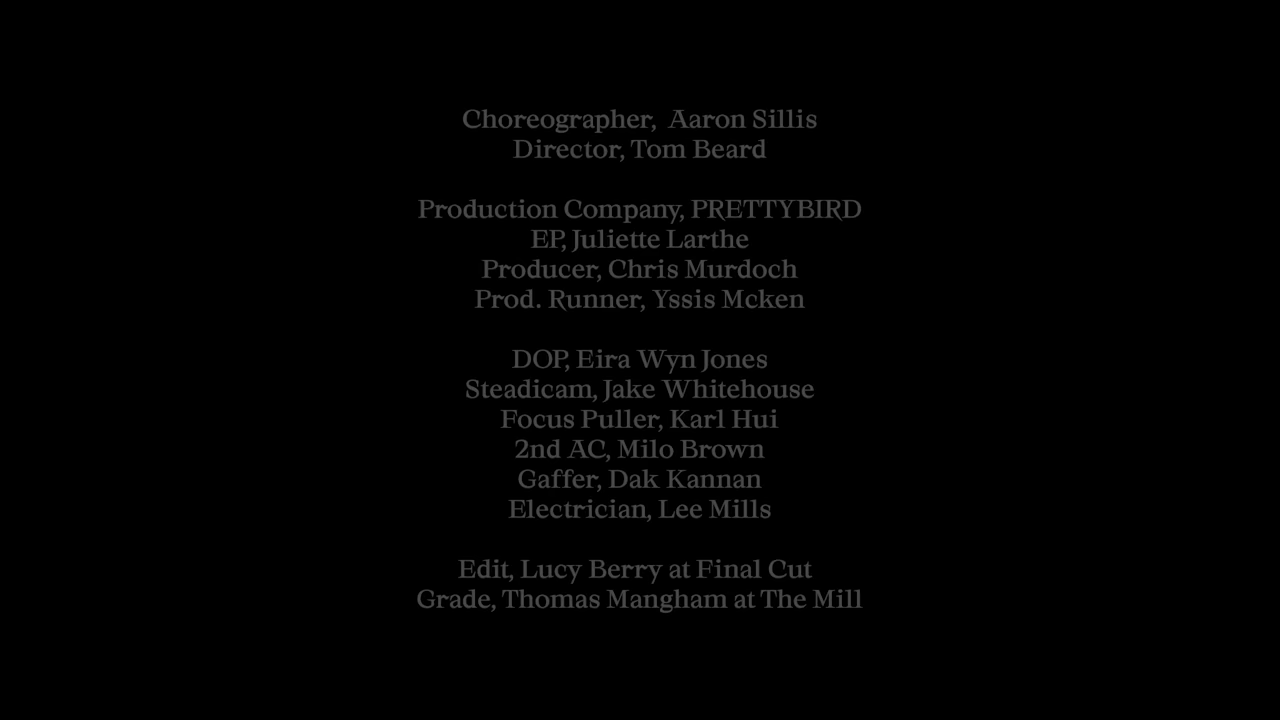 Choreographer,  Aaron Sillis
Director, Tom Beard
Production Company, PRETTYBIRD
EP, Juliette Larthe
Producer, Chris Murdoch
Prod. Runner, Yssis Mcken
DOP, Eira Wyn Jones
Steadicam, Jake Whitehouse
Focus Puller, Karl Hui
2nd AC, Milo Brown
Gaffer, Dak Kannan
Electrician, Lee Mills
Edit, Lucy Berry at Final Cut
Grade, Thomas Mangham at The Mill